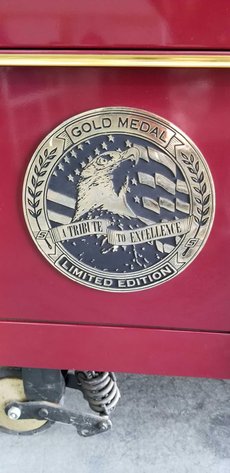 GOLD MEDAL
A TRIBUTE TO EXCELLENCE
LIMITED EDITION